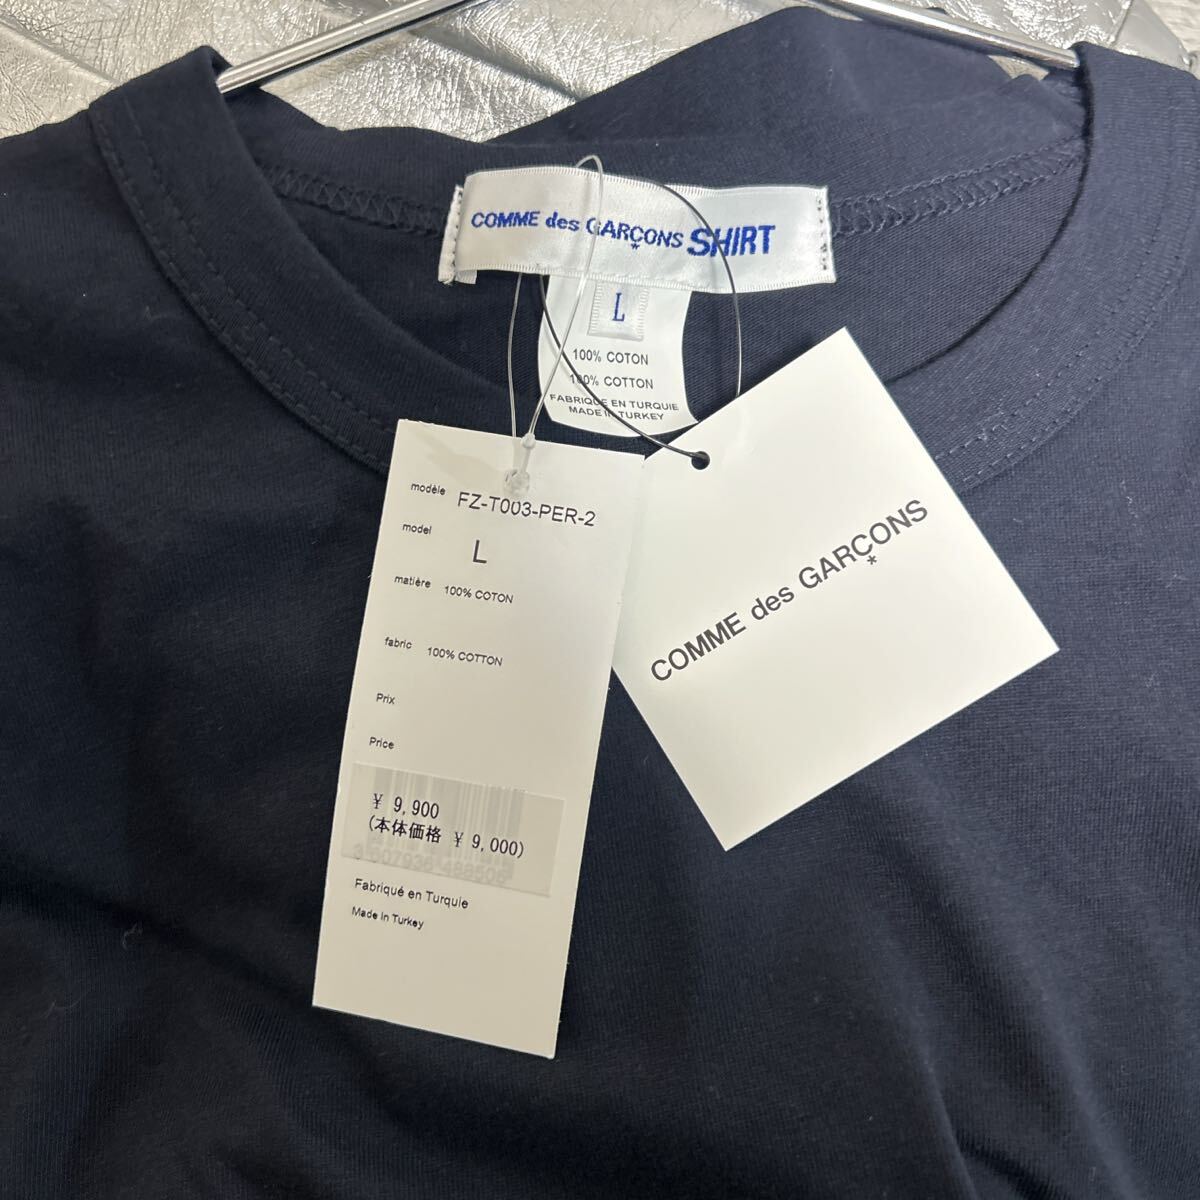 COMME des GARÇONS SHIRT
*
L
100% COTON
100% COTTON
FABRIQUE EN TURQUIE
MADE IN TURKEY
modèle FZ-T003-PER-2
model
L
matière 100% COTON
fabric 100% COTTON
Prix
Price
¥ 9,900
(本体価格 ¥ 9,000)
Fabriqué en Turquie
Made in Turkey
COMME des GARÇONS
*